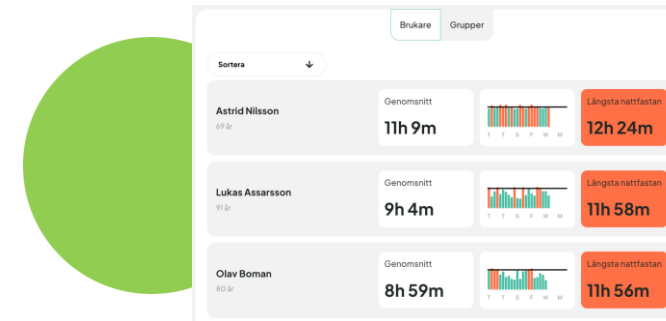 Brukare Grupper
Sortera
Astrid Nilsson
69 år
Genomsnitt
11h 9m
T T S F W M
Längsta nattfastan
12h 24m
Lukas Assarsson
91 år
Genomsnitt
9h 4m
T T S F W M
Längsta nattfastan
11h 58m
Olav Boman
80 år
Genomsnitt
8h 59m
T T S F W M
Längsta nattfastan
11h 56m